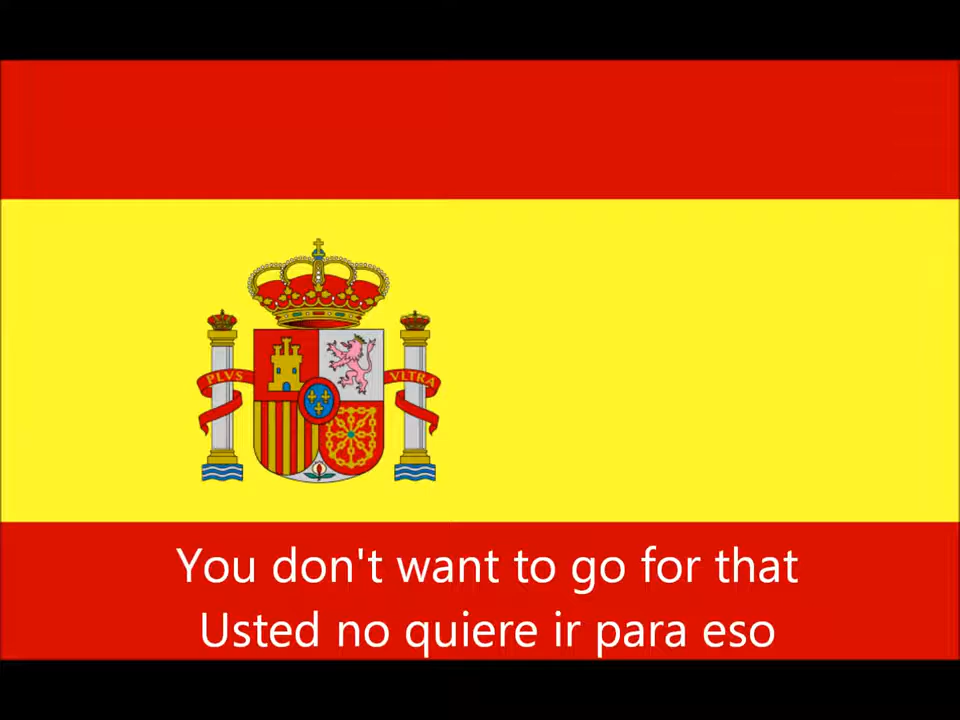 PLVS VLTRA
You don't want to go for that
Usted no quiere ir para eso